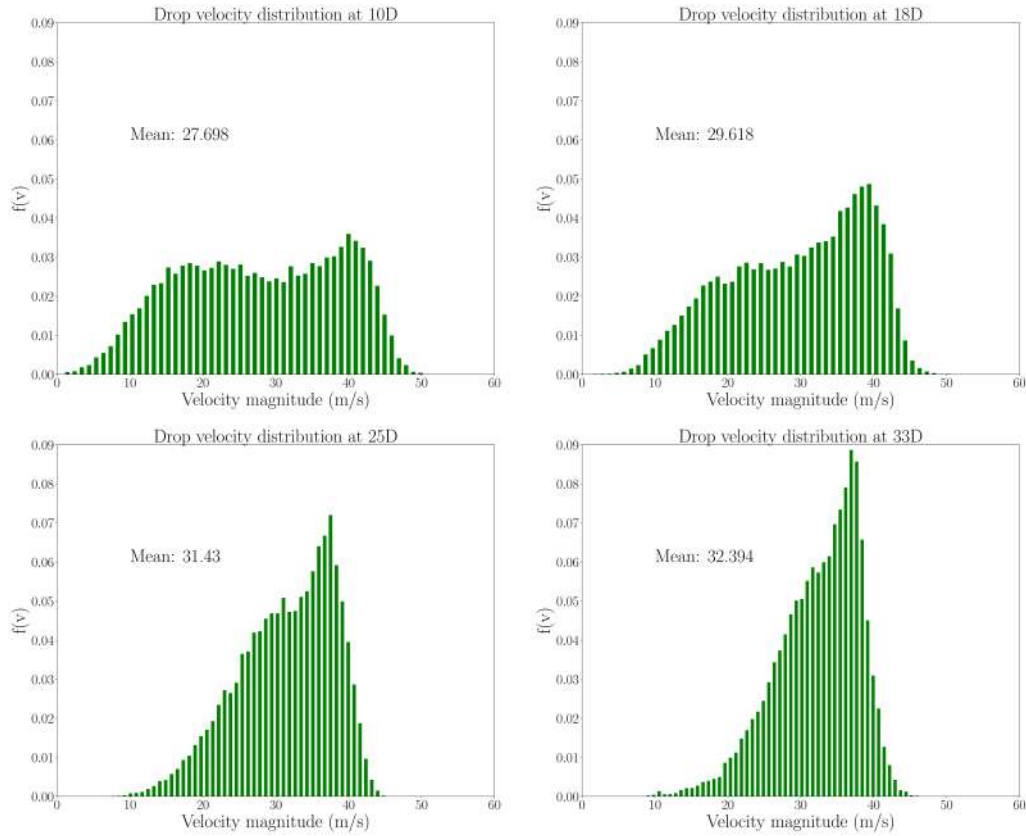 Drop velocity distribution at 10D
0.09
0.08
0.07
0.06
0.05
0.04
0.03
0.02
0.01
0.00
f(v)
Mean: 27.698
0 10 20 30 40 50 60
Velocity magnitude (m/s)
Drop velocity distribution at 18D
0.09
0.08
0.07
0.06
0.05
0.04
0.03
0.02
0.01
0.00
f(v)
Mean: 29.618
0 10 20 30 40 50 60
Velocity magnitude (m/s)
Drop velocity distribution at 25D
0.09
0.08
0.07
0.06
0.05
0.04
0.03
0.02
0.01
0.00
f(v)
Mean: 31.43
0 10 20 30 40 50 60
Velocity magnitude (m/s)
Drop velocity distribution at 33D
0.09
0.08
0.07
0.06
0.05
0.04
0.03
0.02
0.01
0.00
f(v)
Mean: 32.394
0 10 20 30 40 50 60
Velocity magnitude (m/s)